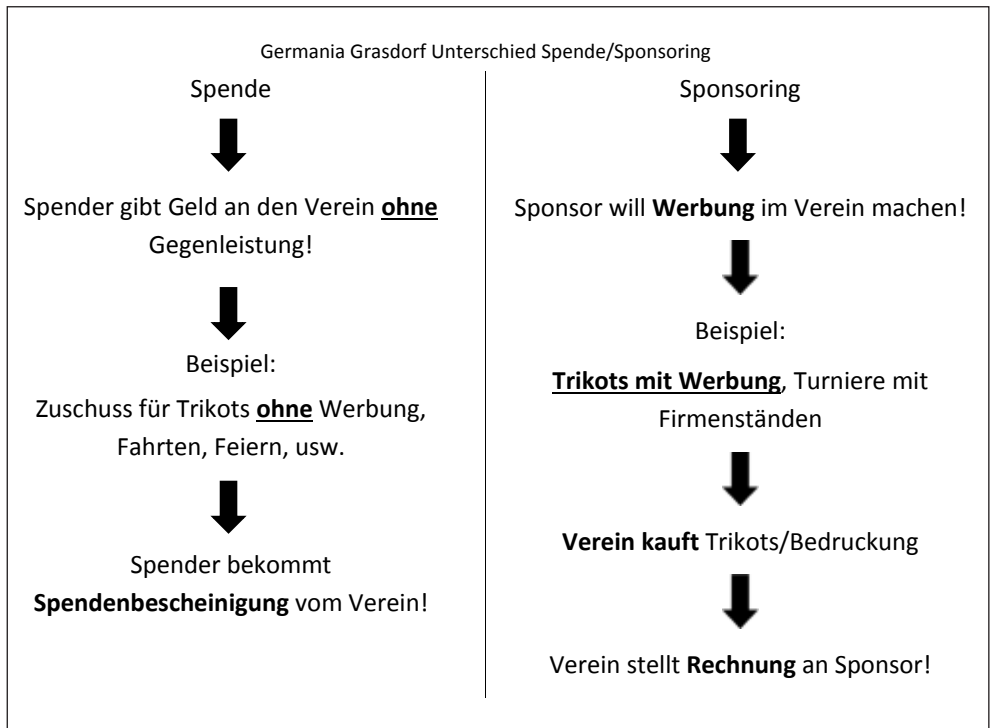 Germania Grasdorf Unterschied Spende/Sponsoring
Spende
Spender gibt Geld an den Verein ohne
Gegenleistung!
Beispiel:
Zuschuss für Trikots ohne Werbung,
Fahrten, Feiern, usw.
Spender bekommt
Spendenbescheinigung vom Verein!
Sponsoring
Sponsor will Werbung im Verein machen!
Beispiel:
Trikots mit Werbung, Turniere mit
Firmenständen
Verein kauft Trikots/Bedruckung
Verein stellt Rechnung an Sponsor!